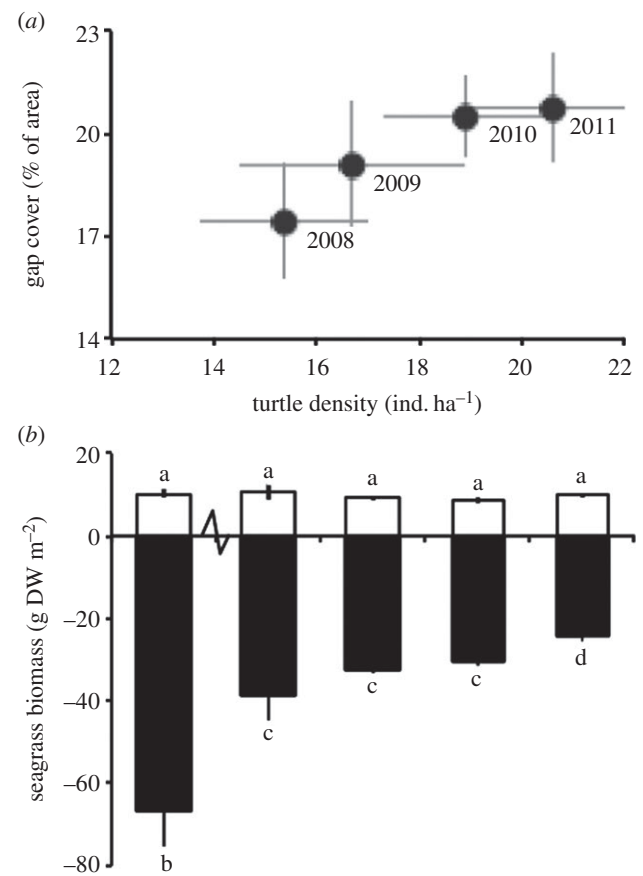 (a)
23
20
17
14
gap cover (% of area)
2010
2011
2009
2008
12 14 16 18 20 22
turtle density (ind. ha⁻¹)
(b)
20
0
–20
–40
–60
–80
seagrass biomass (g DW m⁻²)
a a a a a
b c c c d